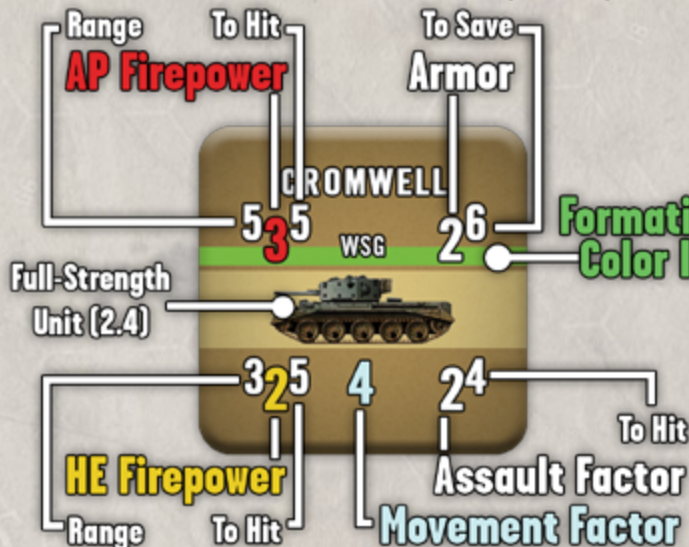 Range To Hit To Save
AP Firepower Armor
CROMWELL
5 3 5 2 6
WSG
Formati
Color I
Full-Strength
Unit (2.4)
3 2 5 4 2 4
To Hit
HE Firepower Assault Factor
Range To Hit Movement Factor